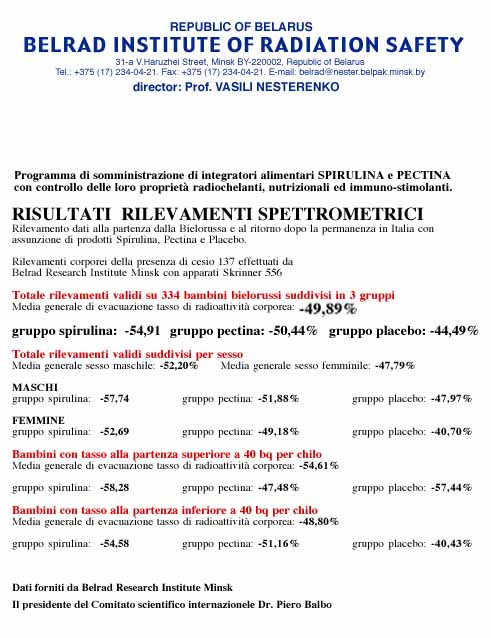 REPUBLIC OF BELARUS
BELRAD INSTITUTE OF RADIATION SAFETY
31-a V.Haruzhei Street, Minsk BY-220002, Republic of Belarus
Tel.: +375 (17) 234-04-21. Fax: +375 (17) 234-04-21. E-mail: belrad@nester.belpak.minsk.by
director: Prof. VASILI NESTERENKO
Programma di somministrazione di integratori alimentari SPIRULINA e PECTINA
con controllo delle loro proprietà radiochelanti, nutrizionali ed immuno-stimolanti.
RISULTATI RILEVAMENTI SPETTROMETRICI
Rilevamento dati alla partenza dalla Bielorussa e al ritorno dopo la permanenza in Italia con
assunzione di prodotti Spirulina, Pectina e Placebo.
Rilevamenti corporei della presenza di cesio 137 effettuati da
Belrad Research Institute Minsk con apparati Skrinner 556
Totale rilevamenti validi su 334 bambini bielorussi suddivisi in 3 gruppi
Media generale di evacuazione tasso di radioattività corporea: -49,89%
gruppo spirulina: -54,91 gruppo pectina: -50,44% gruppo placebo: -44,49%
Totale rilevamenti validi suddivisi per sesso
Media generale sesso maschile: -52,20% Media generale sesso femminile: -47,79%
MASCHI
gruppo spirulina: -57,74 gruppo pectina: -51,88% gruppo placebo: -47,97%
FEMMINE
gruppo spirulina: -52,69 gruppo pectina: -49,18% gruppo placebo: -40,70%
Bambini con tasso alla partenza superiore a 40 bq per chilo
Media generale di evacuazione tasso di radioattività corporea: -54,61%
gruppo spirulina: -58,28 gruppo pectina: -47,48% gruppo placebo: -57,44%
Bambini con tasso alla partenza inferiore a 40 bq per chilo
Media generale di evacuazione tasso di radioattività corporea: -48,80%
gruppo spirulina: -54,58 gruppo pectina: -51,16% gruppo placebo: -40,43%
Dati forniti da Belrad Research Institute Minsk
Il presidente del Comitato scientifico internazionele Dr. Piero Balbo